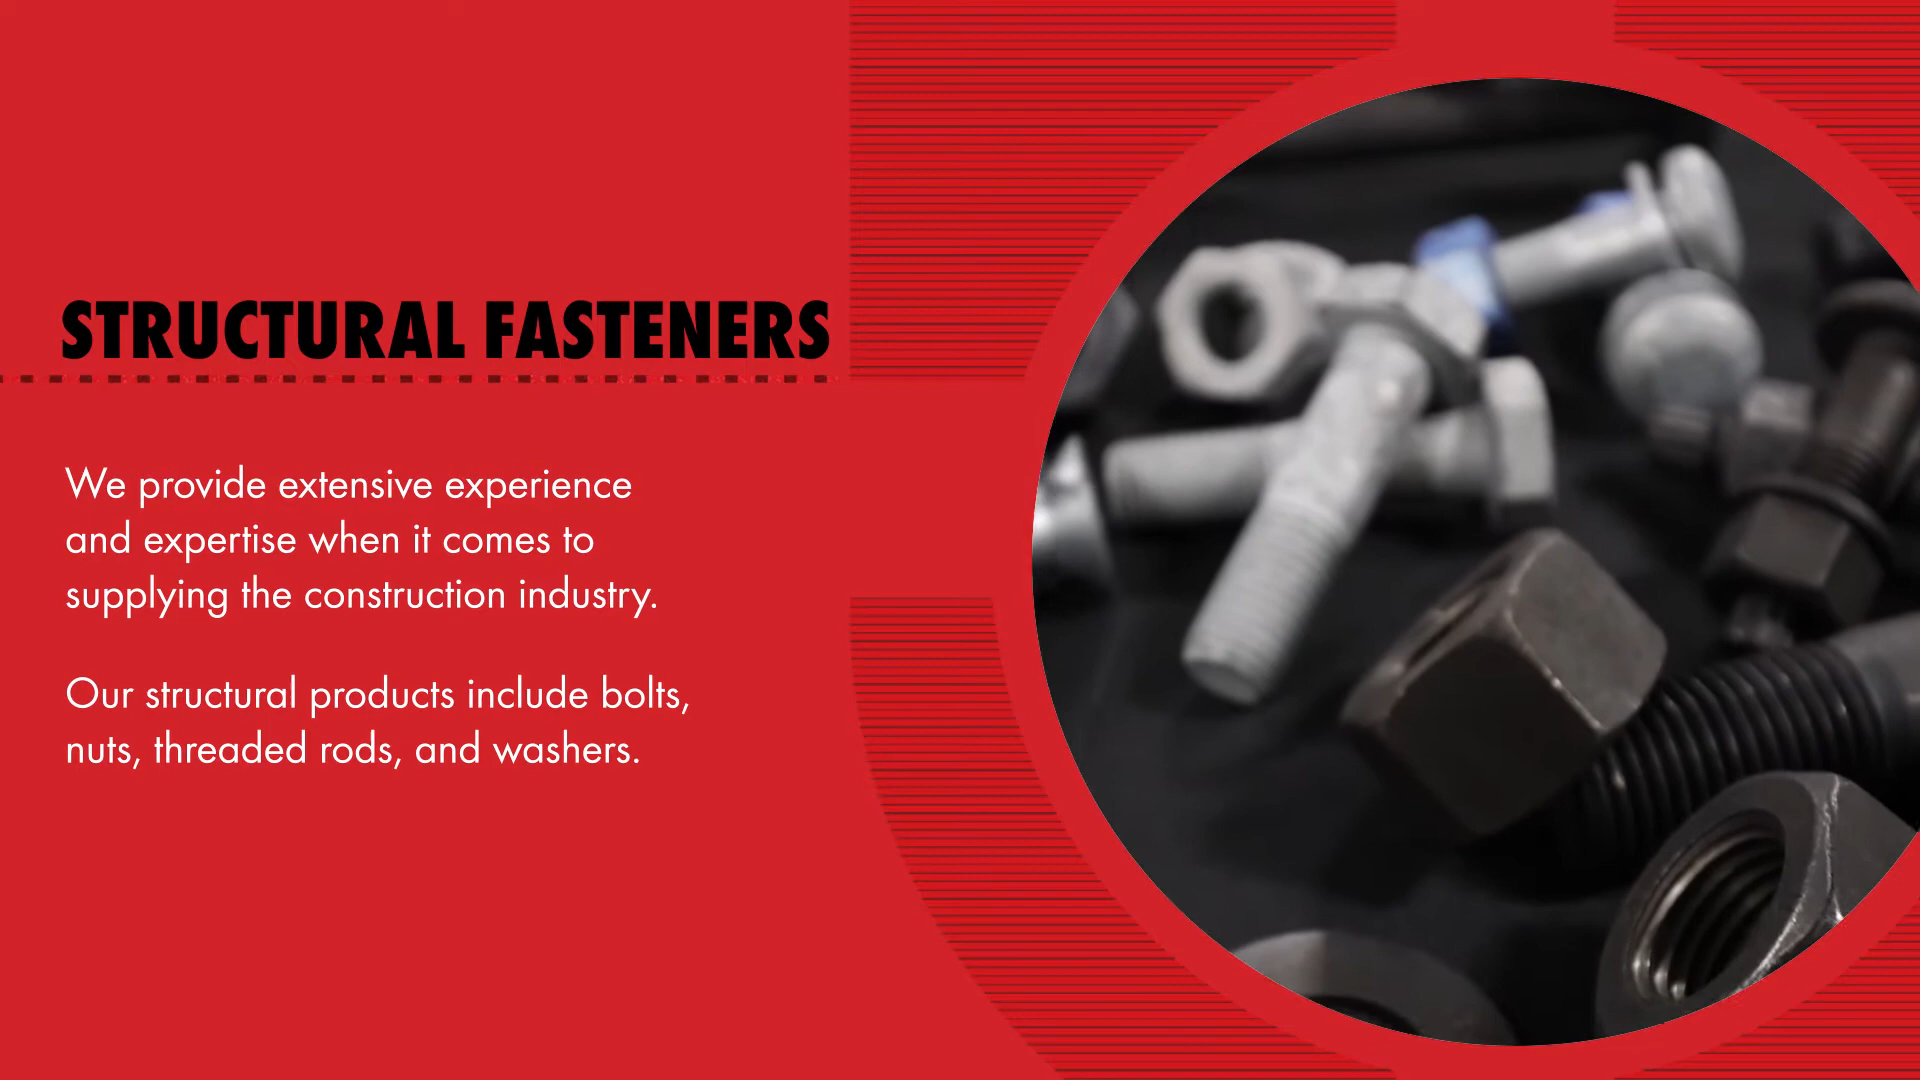 STRUCTURAL FASTENERS
We provide extensive experience
and expertise when it comes to
supplying the construction industry.
Our structural products include bolts,
nuts, threaded rods, and washers.